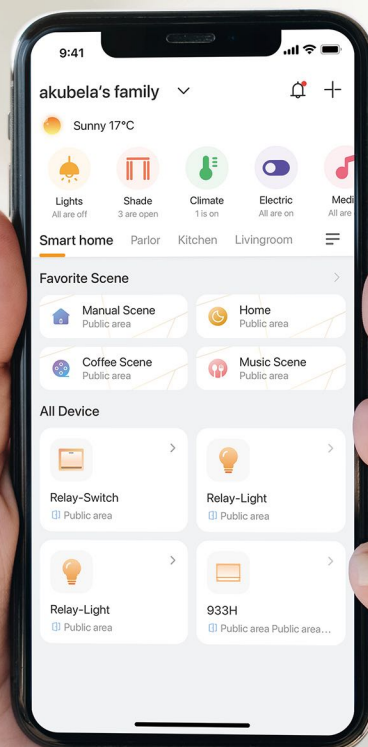 9:41
akubela's family
Sunny 17°C
Lights
All are off
Shade
3 are open
Climate
1 is on
Electric
All are on
Medi
All are
Smart home Parlor Kitchen Livingroom
Favorite Scene
Manual Scene
Public area
Home
Public area
Coffee Scene
Public area
Music Scene
Public area
All Device
Relay-Switch
Public area
Relay-Light
Public area
Relay-Light
Public area
933H
Public area Public area...